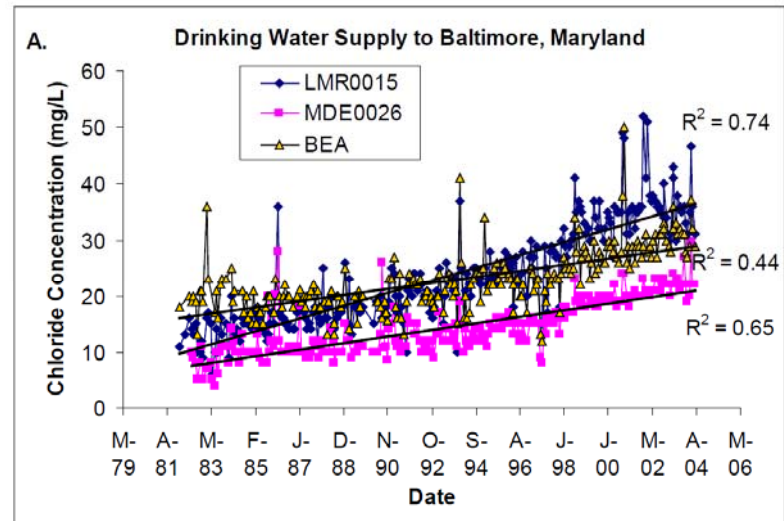 A.
Drinking Water Supply to Baltimore, Maryland
Chloride Concentration (mg/L)
60
50
40
30
20
10
0
LMR0015
MDE0026
BEA
R² = 0.74
R² = 0.44
R² = 0.65
M- A- M- F- J- D- N- O- S- A- J- J- M- A- M-
79 81 83 85 87 88 90 92 94 96 98 00 02 04 06
Date